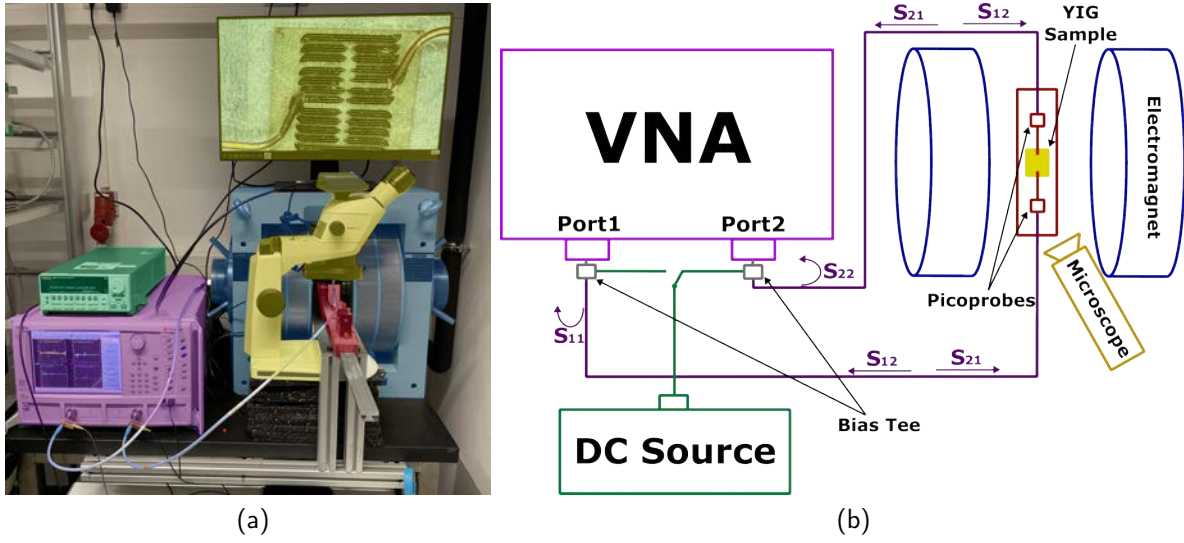 S21
S12
YIG
Sample
VNA
Electromagnet
Port1
Port2
S22
Picoprobes
Microscope
S11
S12
S21
Bias Tee
DC Source
(a)
(b)